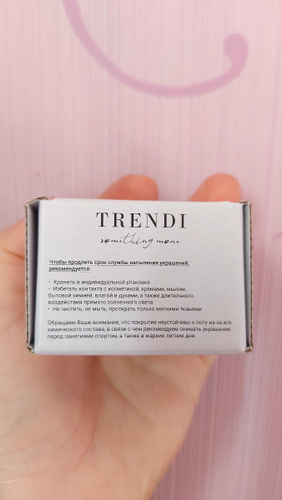 TRENDI
something more
Чтобы продлить срок службы напыления украшений,
рекомендуется:
- Хранить в индивидуальной упаковке
- Избегать контакта с косметикой, кремами, мылом,
бытовой химией, влагой и духами, а также длительного
воздействия прямого солнечного света
- Не чистить, не мыть, протирать только мягкими тканями
Обращаем Ваше внимание, что покрытие неустойчиво к поту из-за его
химического состава, в связи с чем рекомендуем снимать украшения
перед занятиями спортом, а также в жаркие летние дни.